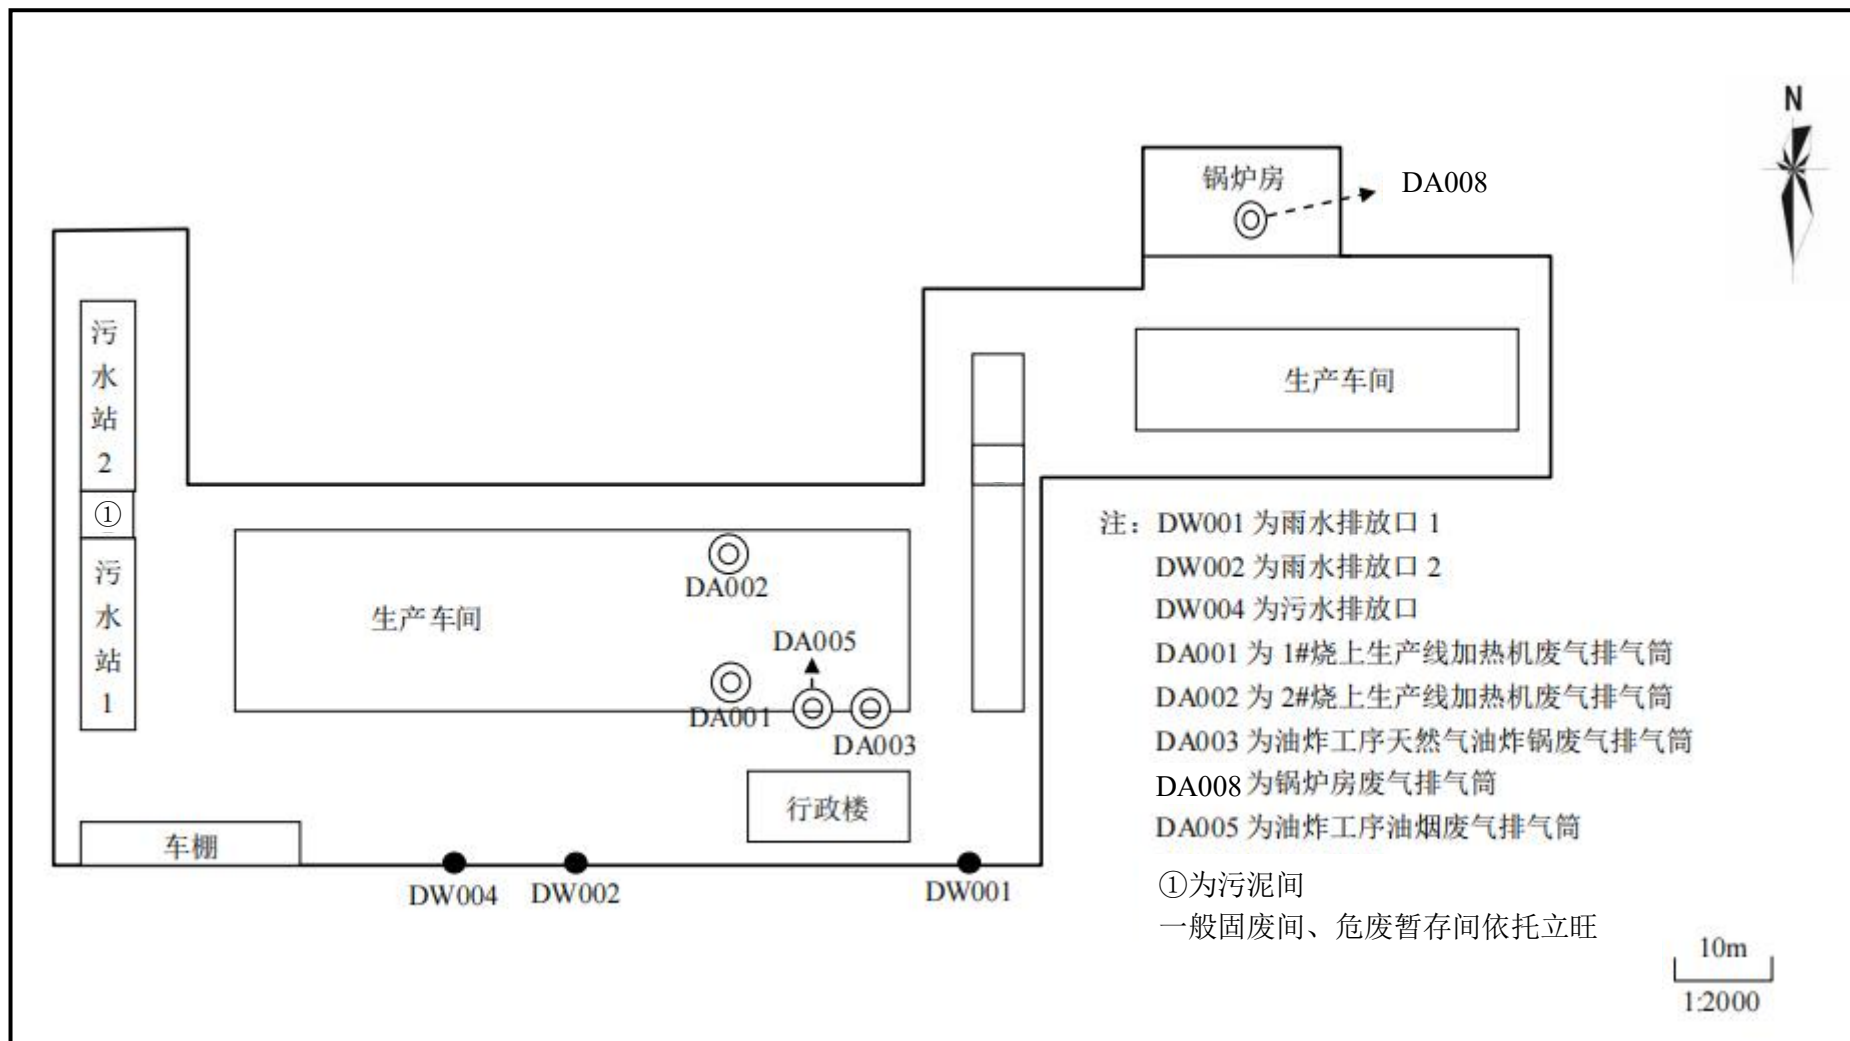 N
锅炉房
DA008
污水站2
生产车间
①
污水站1
DA002
生产车间
DA005
DA001
DA003
行政楼
车棚
DW004
DW002
DW001
注：DW001 为雨水排放口 1
DW002 为雨水排放口 2
DW004 为污水排放口
DA001 为 1#烧上生产线加热机废气排气筒
DA002 为 2#烧上生产线加热机废气排气筒
DA003 为油炸工序天然气油炸锅废气排气筒
DA008 为锅炉房废气排气筒
DA005 为油炸工序油烟废气排气筒
①为污泥间
一般固废间、危废暂存间依托立旺
10m
1:2000